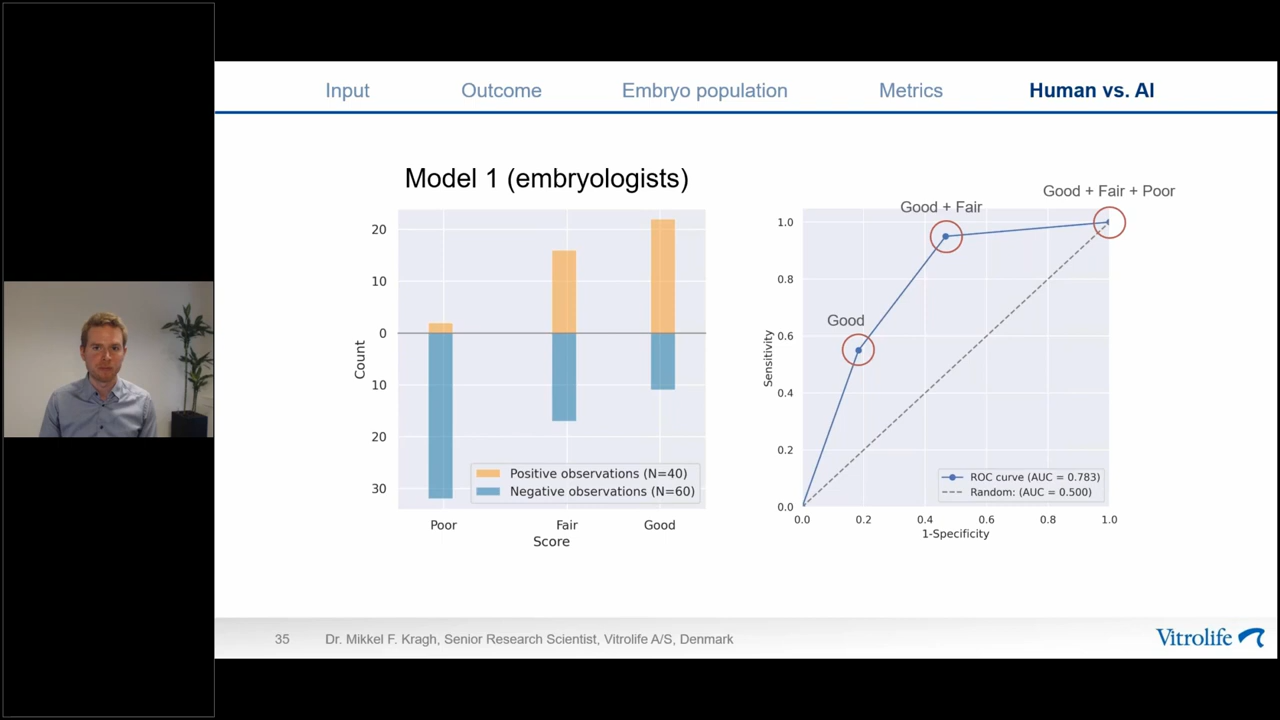 Input Outcome Embryo population Metrics Human vs. AI
Model 1 (embryologists)
20
10
0
10
20
30
Count
Positive observations (N=40)
Negative observations (N=60)
Poor Fair Good
Score
Good + Fair + Poor
Good + Fair
Good
1.0
0.8
0.6
0.4
0.2
0.0
Sensitivity
ROC curve (AUC = 0.783)
Random: (AUC = 0.500)
0.0 0.2 0.4 0.6 0.8 1.0
1-Specificity
35 Dr. Mikkel F. Kragh, Senior Research Scientist, Vitrolife A/S, Denmark
Vitrolife